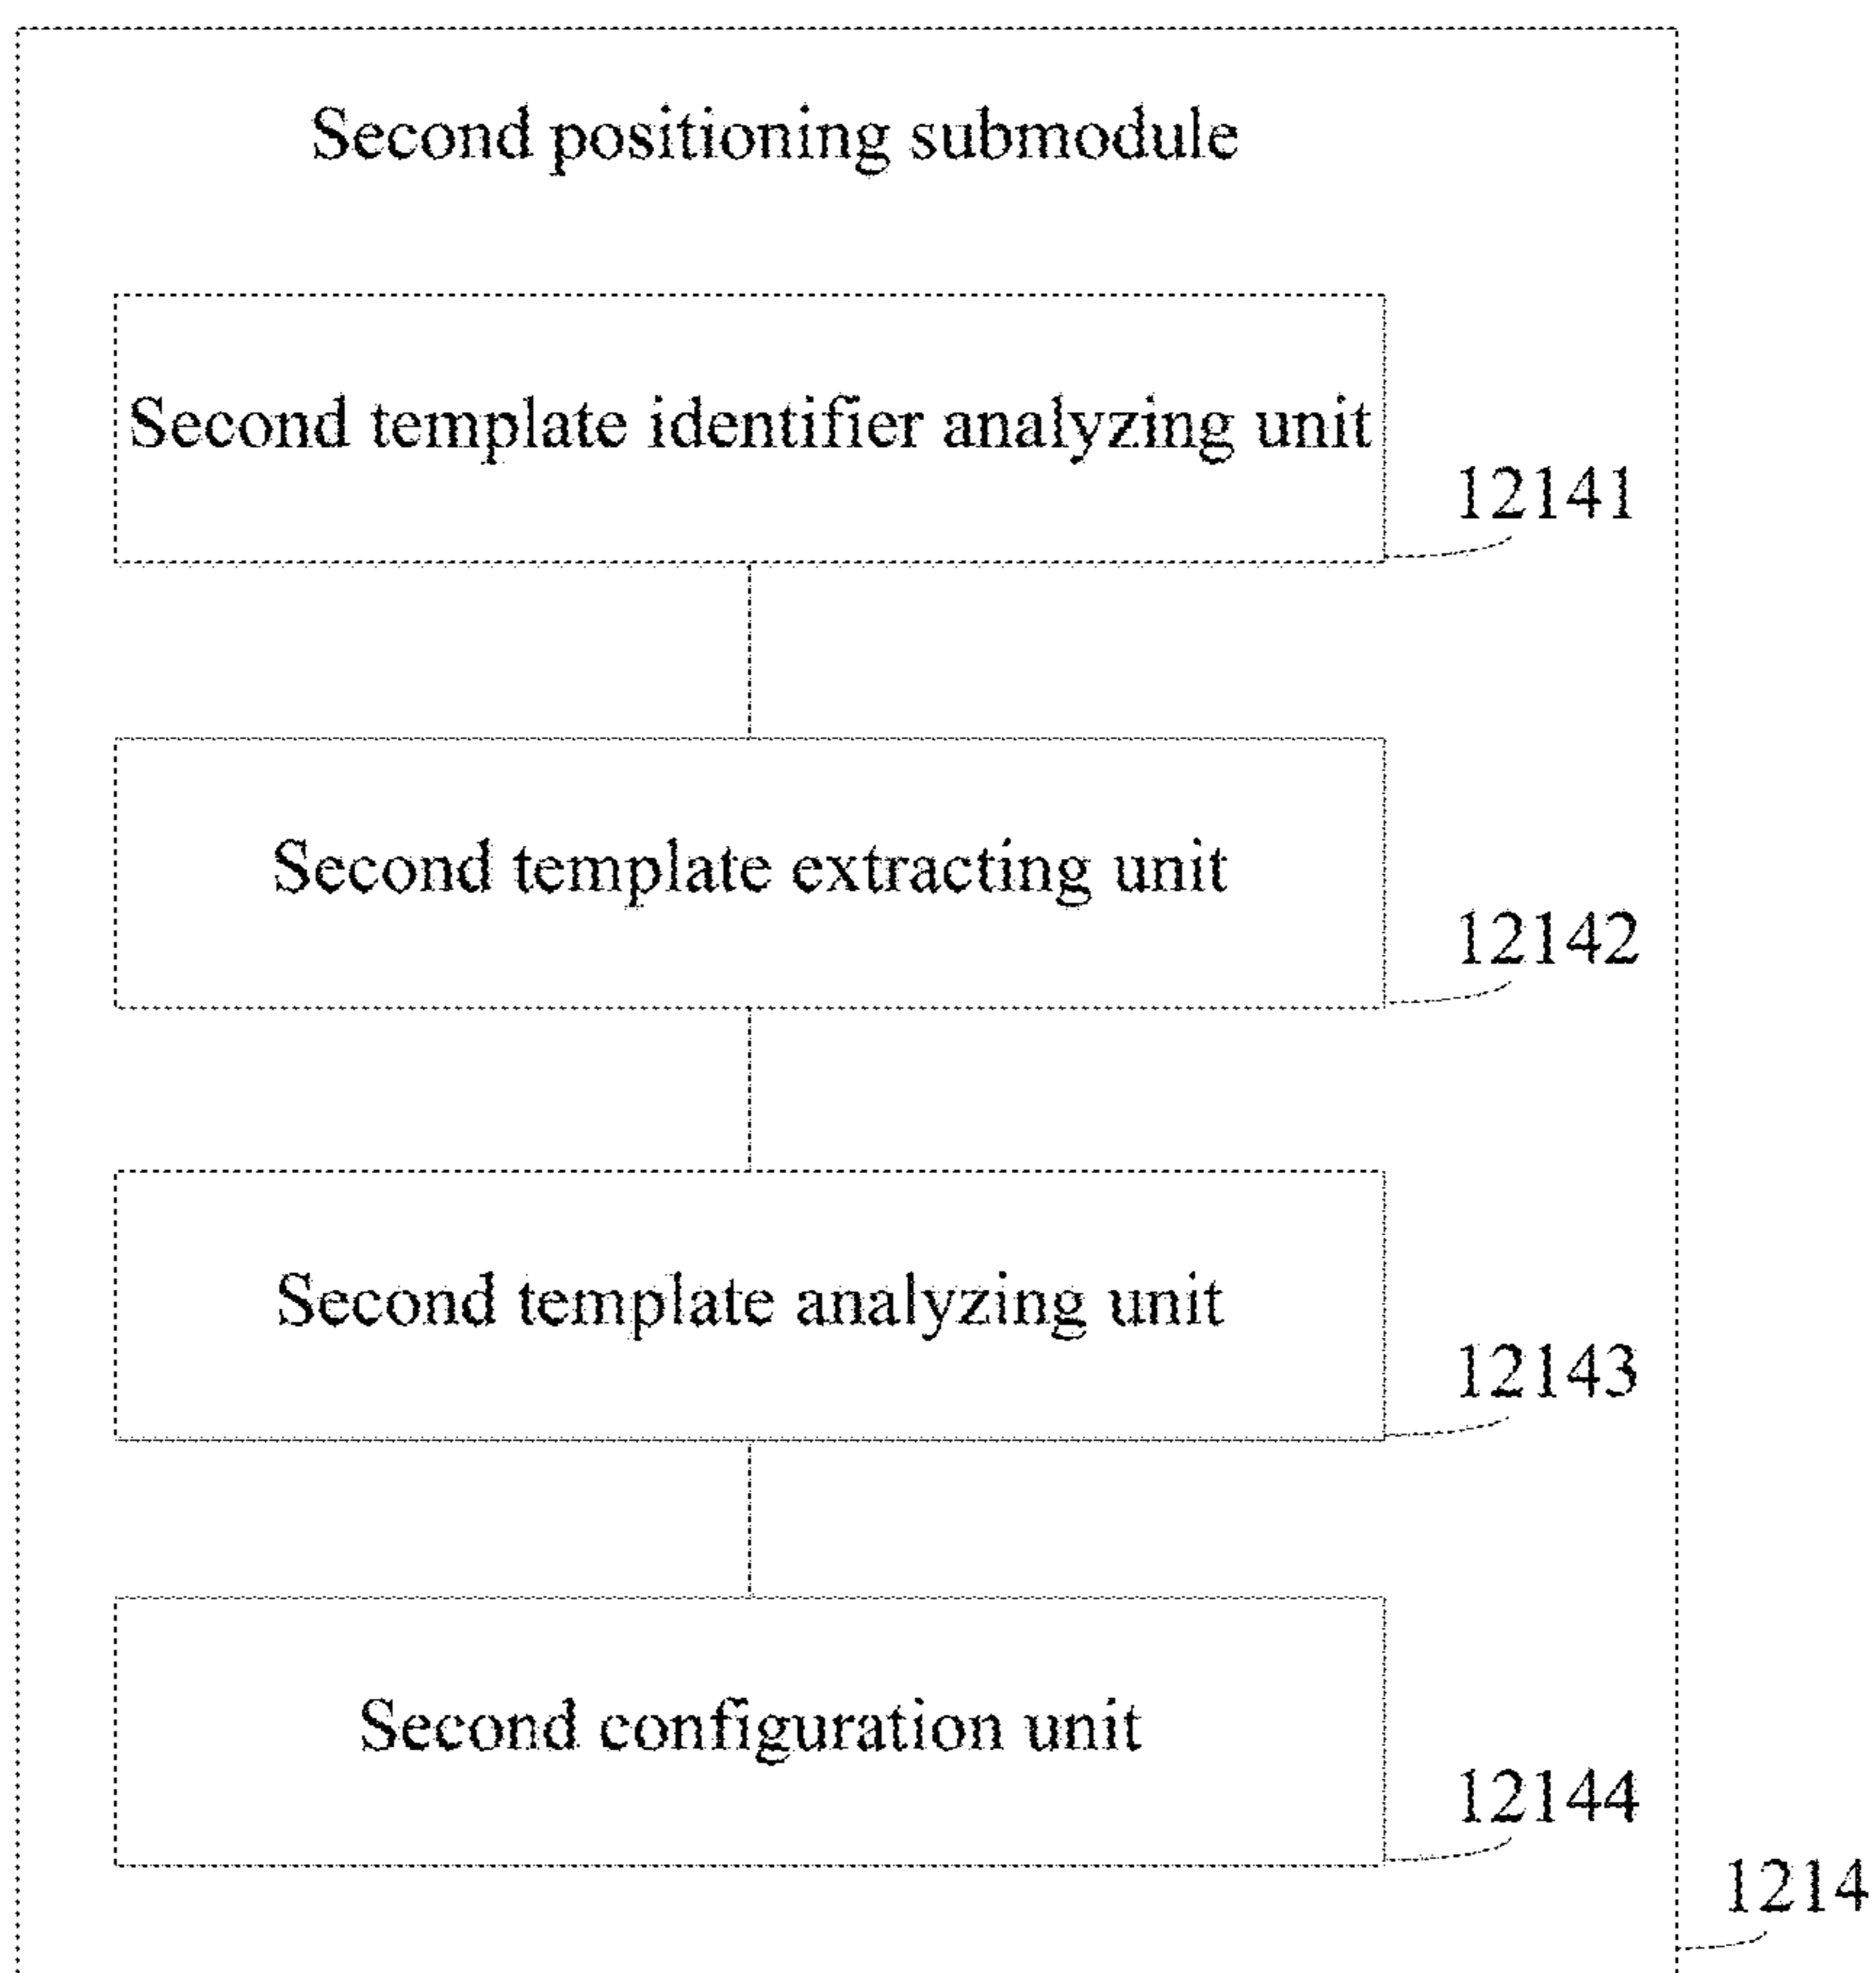 Second positioning submodule
Second template identifier analyzing unit
12141
Second template extracting unit
12142
Second template analyzing unit
12143
Second configuration unit
12144
1214